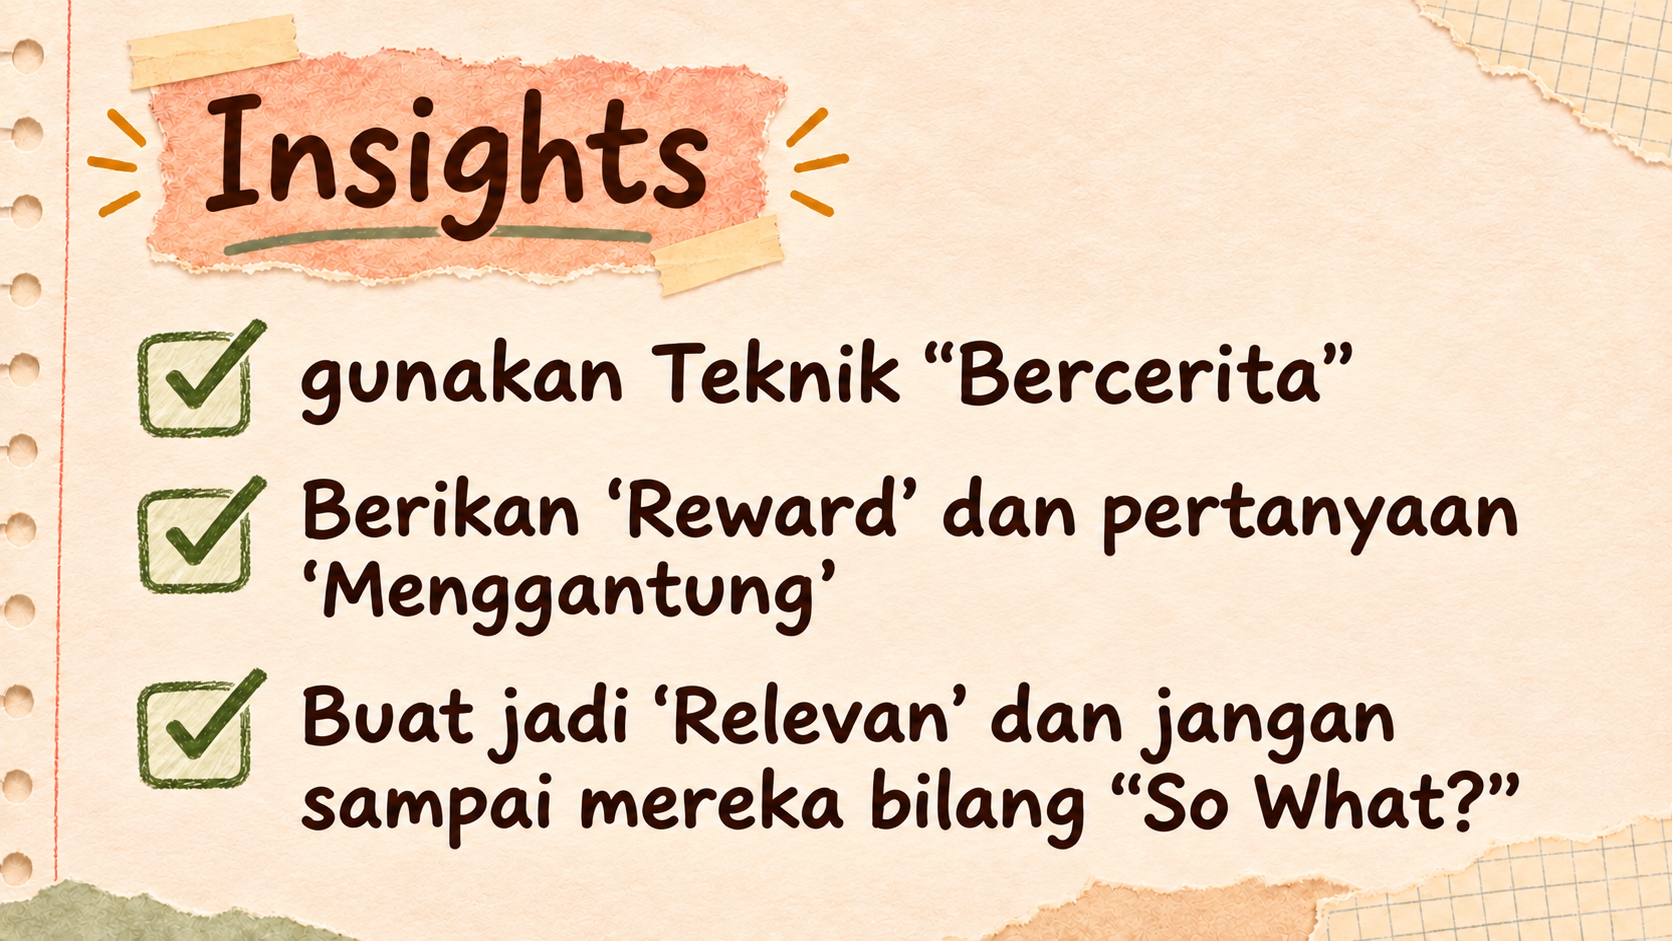 Insights
gunakan Teknik “Bercerita”
Berikan ‘Reward’ dan pertanyaan
‘Menggantung’
Buat jadi ‘Relevan’ dan jangan
sampai mereka bilang “So What?”